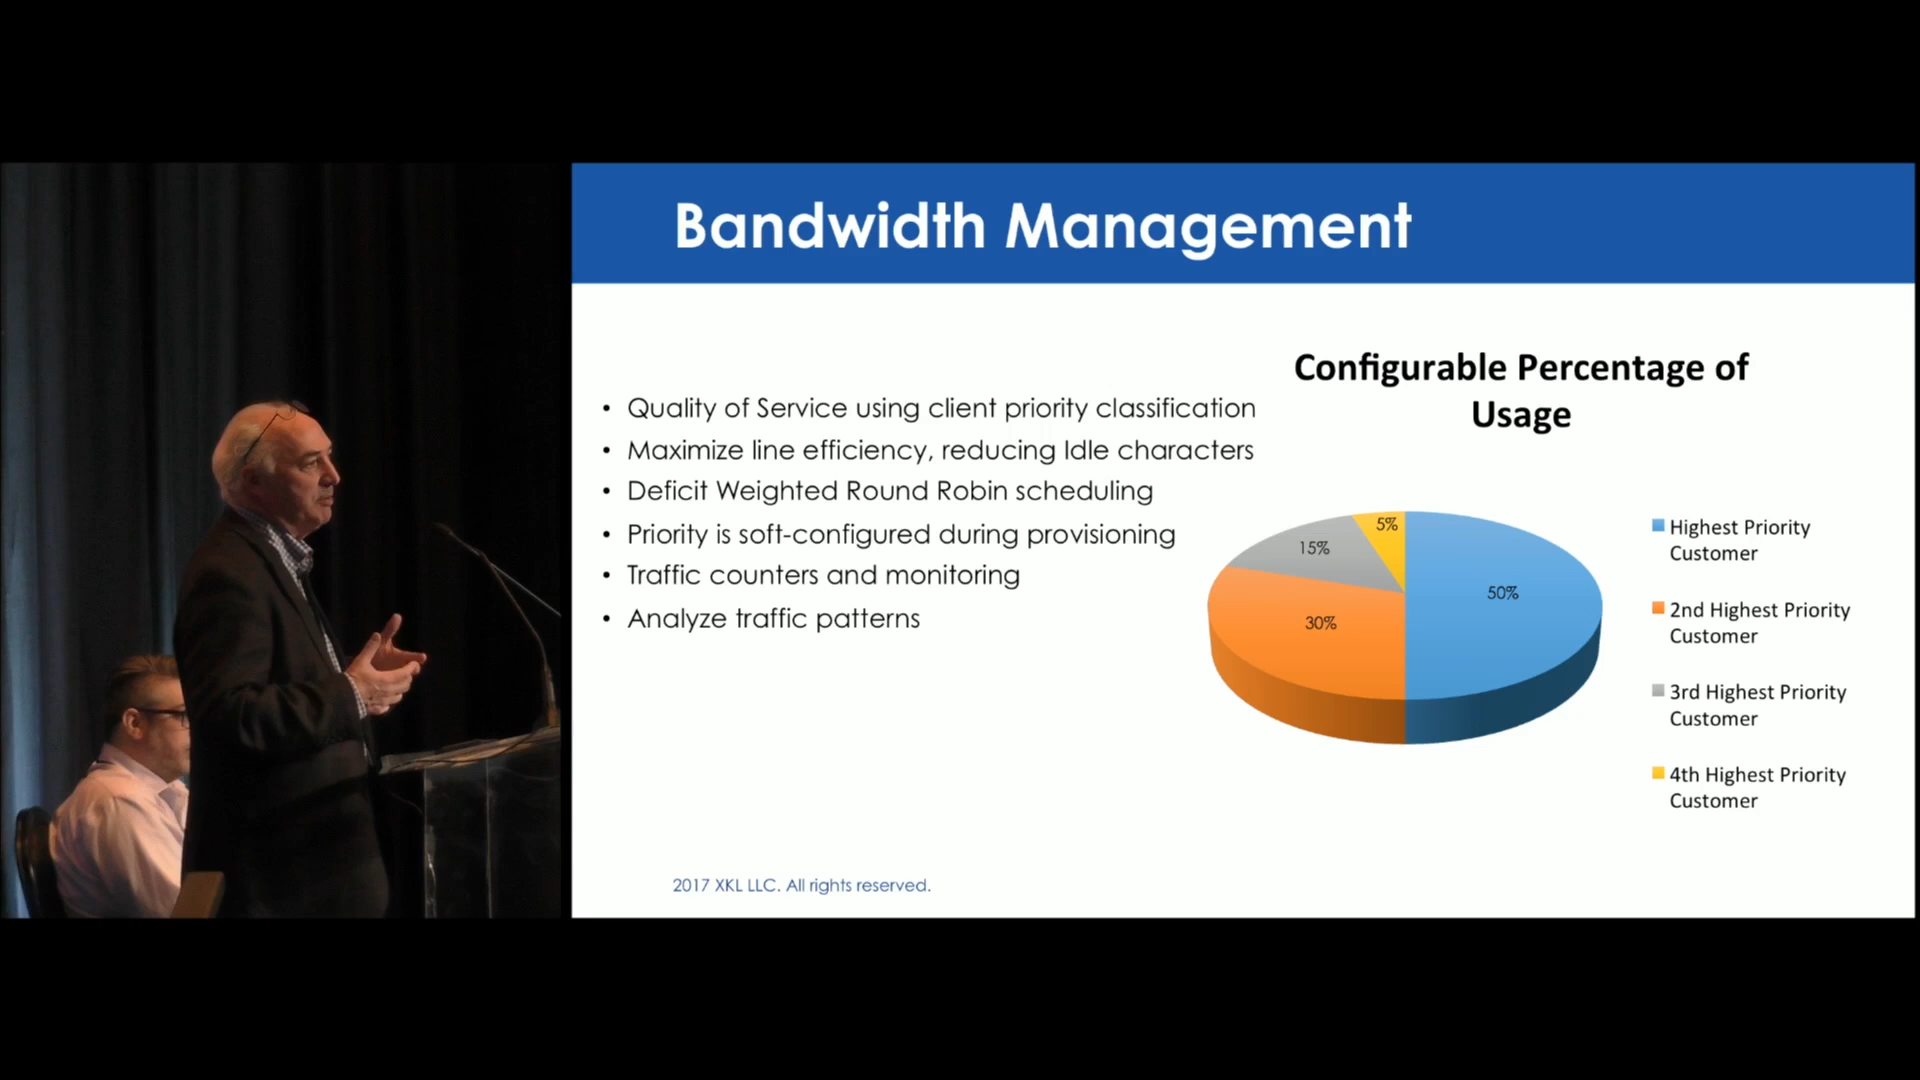 Bandwidth Management
• Quality of Service using client priority classification
• Maximize line efficiency, reducing Idle characters
• Deficit Weighted Round Robin scheduling
• Priority is soft-configured during provisioning
• Traffic counters and monitoring
• Analyze traffic patterns
Configurable Percentage of
Usage
5%
15%
50%
30%
Highest Priority
Customer
2nd Highest Priority
Customer
3rd Highest Priority
Customer
4th Highest Priority
Customer
2017 XKL LLC. All rights reserved.